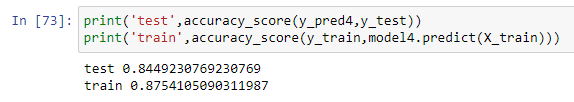 In [73]: print('test',accuracy_score(y_pred4,y_test))
print('train',accuracy_score(y_train,model4.predict(X_train)))
test 0.8449230769230769
train 0.8754105090311987